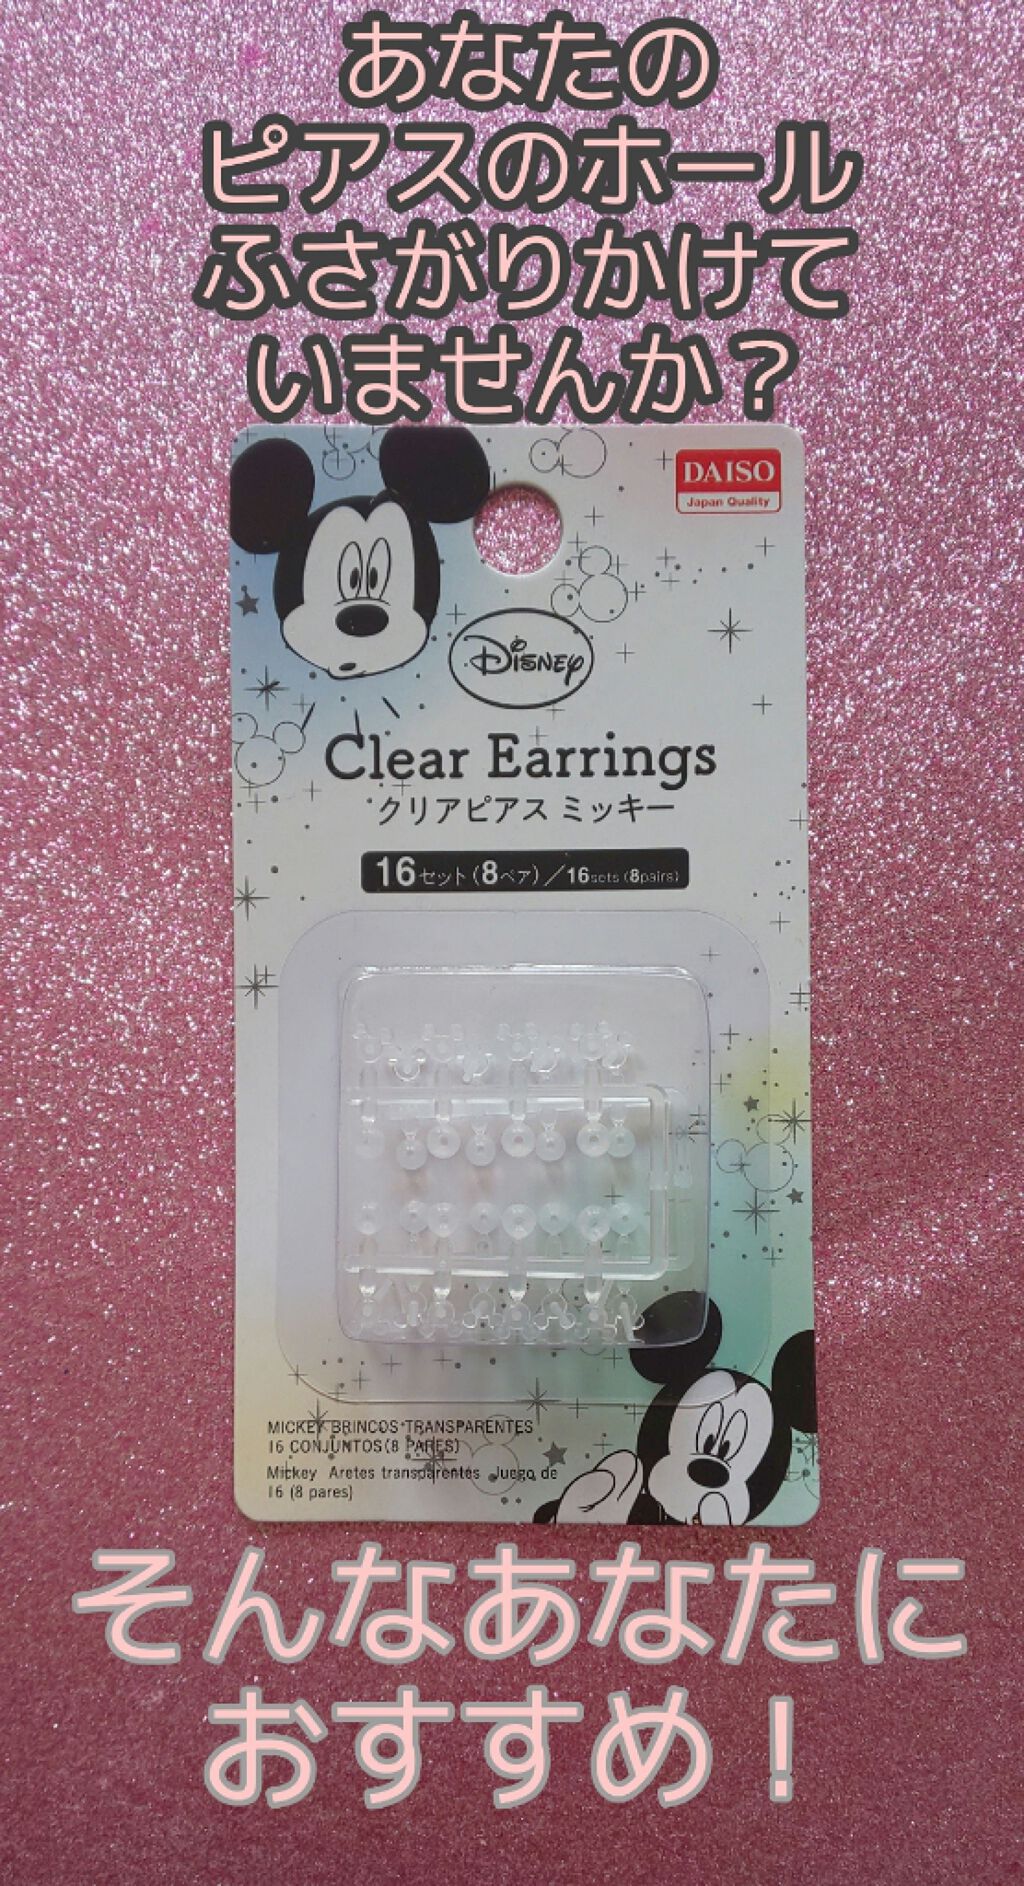 あなたの
ピアスのホール
ふさがりかけて
いませんか？
DAISO
Japan Quality
Disney
Clear Earrings
クリアピアス ミッキー
16セット(8ペア)/16sets(8pairs)
MICKEY BRINCOS TRANSPARENTES
16 CONJUNTOS(8 PARES)
Mickey Aretes transparentes Juego de
16 (8 pares)
そんなあなたに
おすすめ！